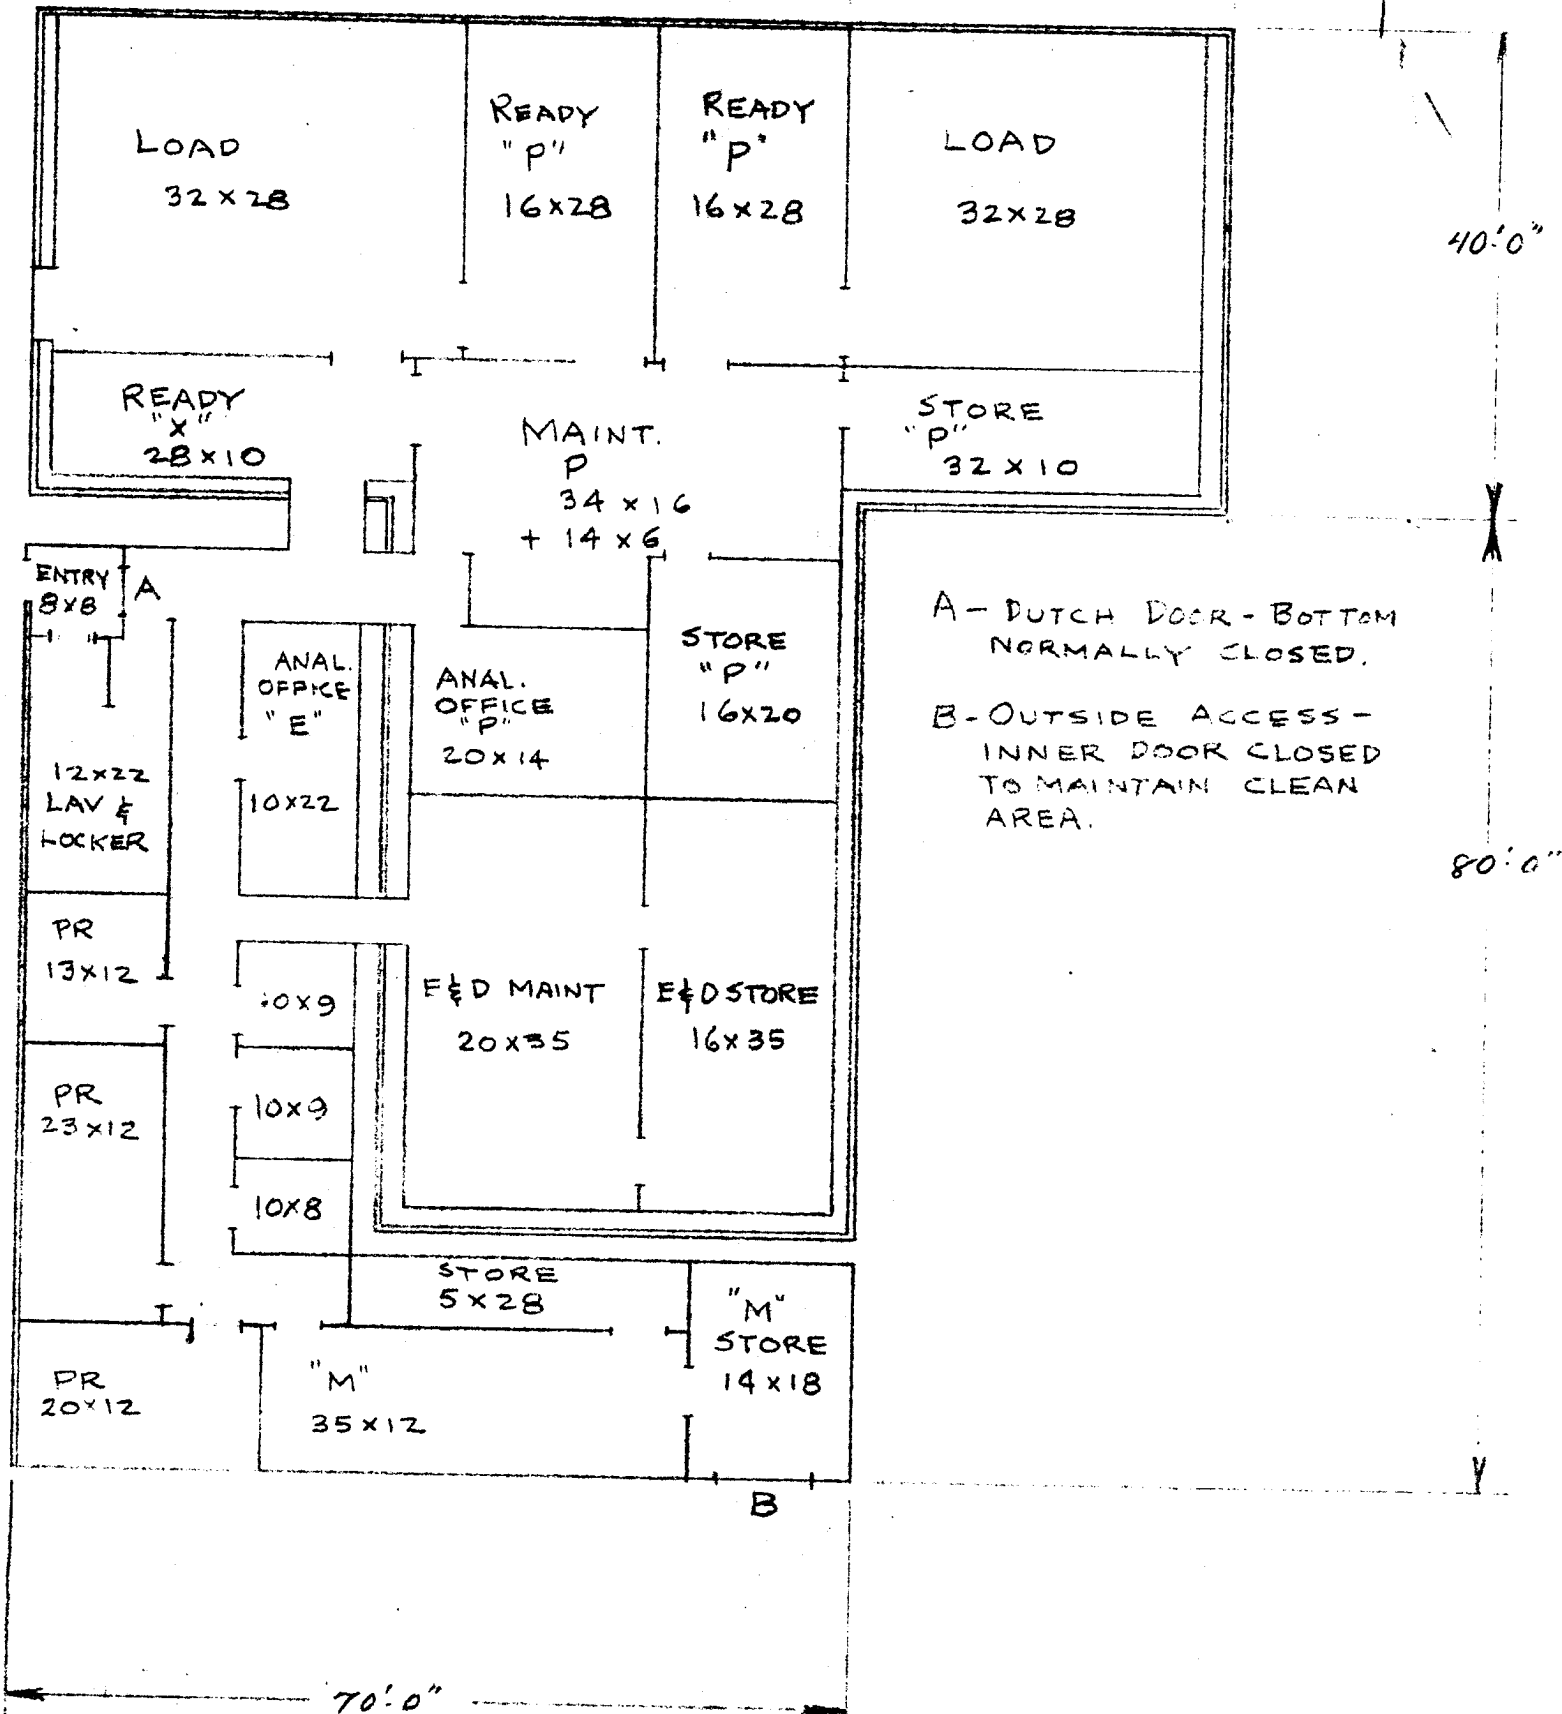 LOAD
32 x 28
READY
"P"
16x28
READY
"P"
16x28
LOAD
32x28
40'0"
READY
"X"
28x10
MAINT.
P
34 x 16
+ 14 x 6
STORE
"P"
32 x 10
ENTRY
8x8
A
ANAL.
OFFICE
"E"
10x22
ANAL.
OFFICE
"P"
20x14
STORE
"P"
16x20
A - DUTCH DOOR - BOTTOM
NORMALLY CLOSED.
B - OUTSIDE ACCESS -
INNER DOOR CLOSED
TO MAINTAIN CLEAN
AREA.
12x22
LAV &
LOCKER
80'0"
PR
13x12
10x9
E&D MAINT
20x35
E&D STORE
16x35
PR
23x12
10x9
10x8
STORE
5x28
"M"
STORE
14x18
PR
20x12
"M"
35x12
B
70'0"